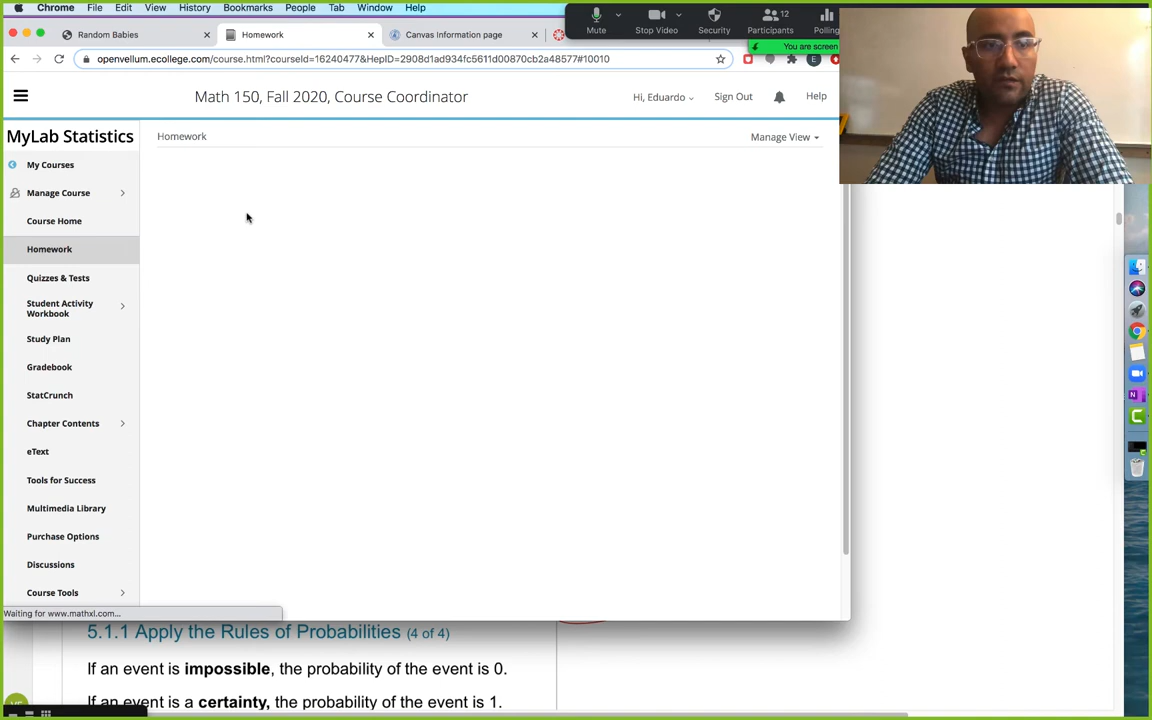 Chrome File Edit View History Bookmarks People Tab Window Help
Random Babies
Homework
Canvas Information page
Mute
Stop Video
Security
12
Participants
Polling
You are screen
openvellum.ecollege.com/course.html?courseId=16240477&HepID=2908d1ad9734fc5611d00870cb2a48577#10010
E
Math 150, Fall 2020, Course Coordinator
Hi, Eduardo
Sign Out
Help
MyLab Statistics
Homework
Manage View
My Courses
Manage Course
Course Home
Homework
Quizzes & Tests
Student Activity
Workbook
Study Plan
Gradebook
StatCrunch
Chapter Contents
eText
Tools for Success
Multimedia Library
Purchase Options
Discussions
Course Tools
Waiting for www.mathxl.com...
5.1.1 Apply the Rules of Probabilities (4 of 4)
If an event is impossible, the probability of the event is 0.
If an event is a certainty, the probability of the event is 1.